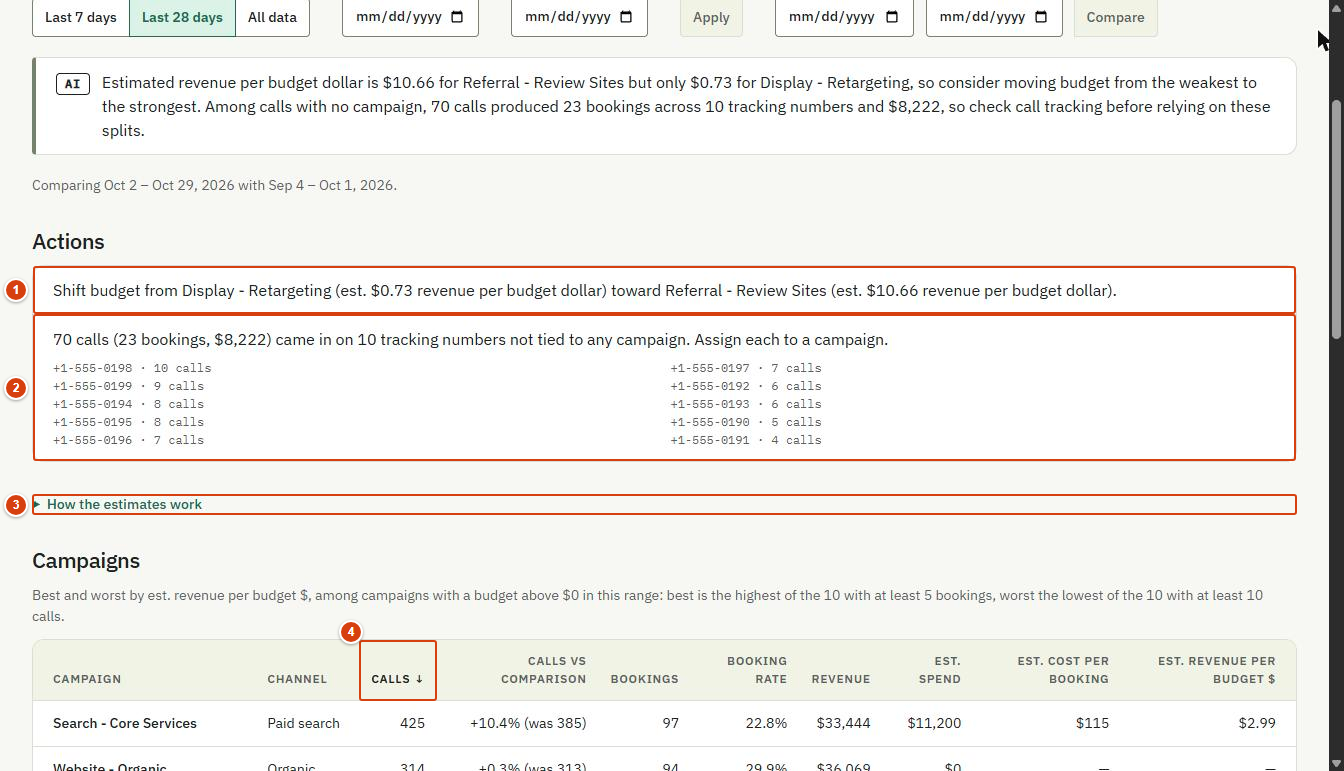 Last 7 days Last 28 days All data mm/dd/yyyy mm/dd/yyyy Apply mm/dd/yyyy mm/dd/yyyy Compare
AI Estimated revenue per budget dollar is $10.66 for Referral - Review Sites but only $0.73 for Display - Retargeting, so consider moving budget from the weakest to
the strongest. Among calls with no campaign, 70 calls produced 23 bookings across 10 tracking numbers and $8,222, so check call tracking before relying on these
splits.
Comparing Oct 2 – Oct 29, 2026 with Sep 4 – Oct 1, 2026.
Actions
1 Shift budget from Display - Retargeting (est. $0.73 revenue per budget dollar) toward Referral - Review Sites (est. $10.66 revenue per budget dollar).
2
70 calls (23 bookings, $8,222) came in on 10 tracking numbers not tied to any campaign. Assign each to a campaign.
+1-555-0198 · 10 calls +1-555-0197 · 7 calls
+1-555-0199 · 9 calls +1-555-0192 · 6 calls
+1-555-0194 · 8 calls +1-555-0193 · 6 calls
+1-555-0195 · 8 calls +1-555-0190 · 5 calls
+1-555-0196 · 7 calls +1-555-0191 · 4 calls
3 ▸ How the estimates work
Campaigns
Best and worst by est. revenue per budget $, among campaigns with a budget above $0 in this range: best is the highest of the 10 with at least 5 bookings, worst the lowest of the 10 with at least 10
calls.
4
CALLS VS BOOKING EST. EST. COST PER EST. REVENUE PER
CAMPAIGN CHANNEL CALLS ↓ COMPARISON BOOKINGS RATE REVENUE SPEND BOOKING BUDGET $
Search - Core Services Paid search 425 +10.4% (was 385) 97 22.8% $33,444 $11,200 $115 $2.99
Website - Organic Organic 314 +0.3% (was 313) 94 29.9% $36,069 $0 — —